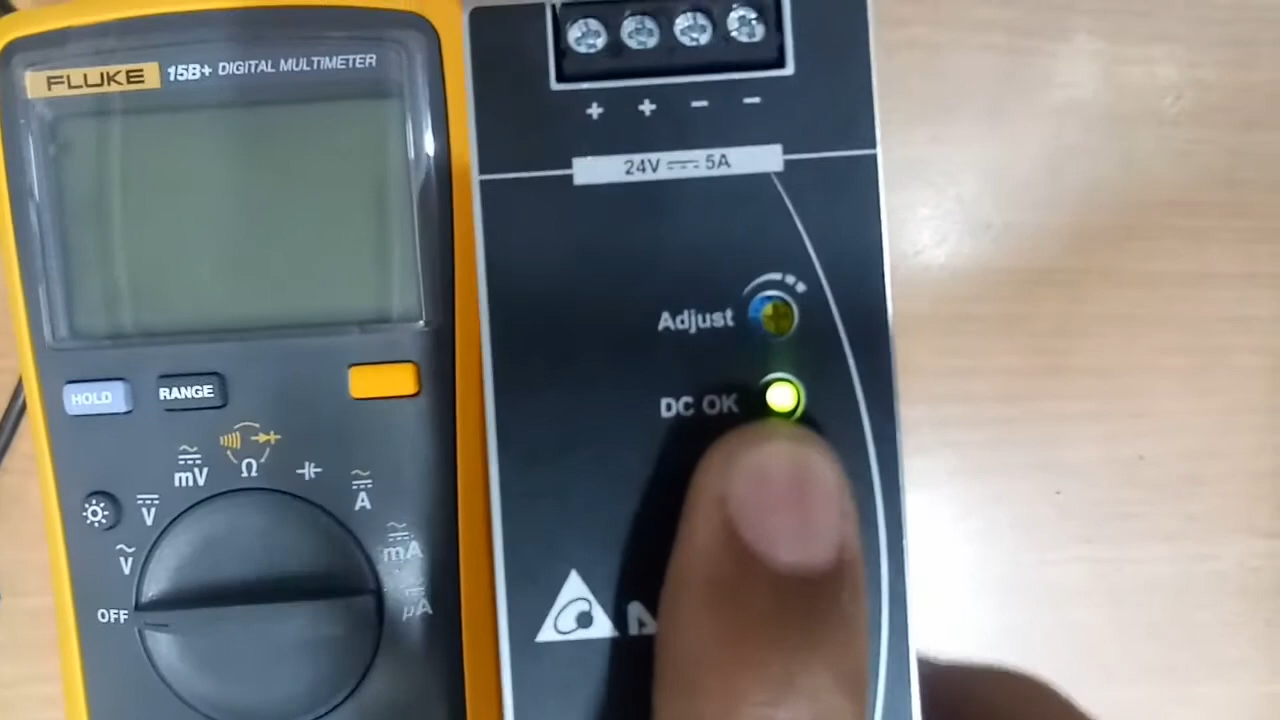 FLUKE 15B+ DIGITAL MULTIMETER
HOLD RANGE
mV
Ω
A
V
mA
V
μA
OFF
+ + − −
24V ⎓ 5A
Adjust
DC OK